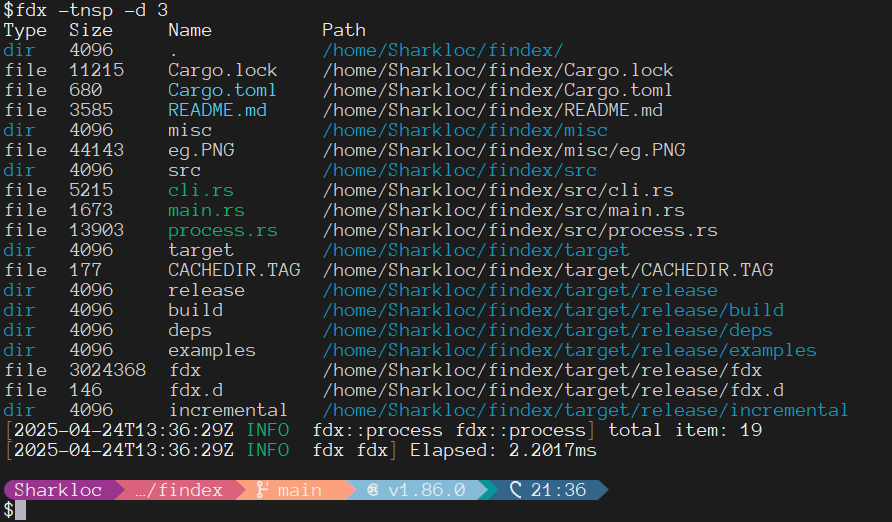 $fdx -tnsp -d 3
Type Size Name Path
dir 4096 . /home/Sharkloc/findex/
file 11215 Cargo.lock /home/Sharkloc/findex/Cargo.lock
file 680 Cargo.toml /home/Sharkloc/findex/Cargo.toml
file 3585 README.md /home/Sharkloc/findex/README.md
dir 4096 misc /home/Sharkloc/findex/misc
file 44143 eg.PNG /home/Sharkloc/findex/misc/eg.PNG
dir 4096 src /home/Sharkloc/findex/src
file 5215 cli.rs /home/Sharkloc/findex/src/cli.rs
file 1673 main.rs /home/Sharkloc/findex/src/main.rs
file 13903 process.rs /home/Sharkloc/findex/src/process.rs
dir 4096 target /home/Sharkloc/findex/target
file 177 CACHEDIR.TAG /home/Sharkloc/findex/target/CACHEDIR.TAG
dir 4096 release /home/Sharkloc/findex/target/release
dir 4096 build /home/Sharkloc/findex/target/release/build
dir 4096 deps /home/Sharkloc/findex/target/release/deps
dir 4096 examples /home/Sharkloc/findex/target/release/examples
file 3024368 fdx /home/Sharkloc/findex/target/release/fdx
file 146 fdx.d /home/Sharkloc/findex/target/release/fdx.d
dir 4096 incremental /home/Sharkloc/findex/target/release/incremental
[2025-04-24T13:36:29Z INFO fdx::process fdx::process] total item: 19
[2025-04-24T13:36:29Z INFO fdx fdx] Elapsed: 2.2017ms
Sharkloc …/findex main v1.86.0 21:36
$